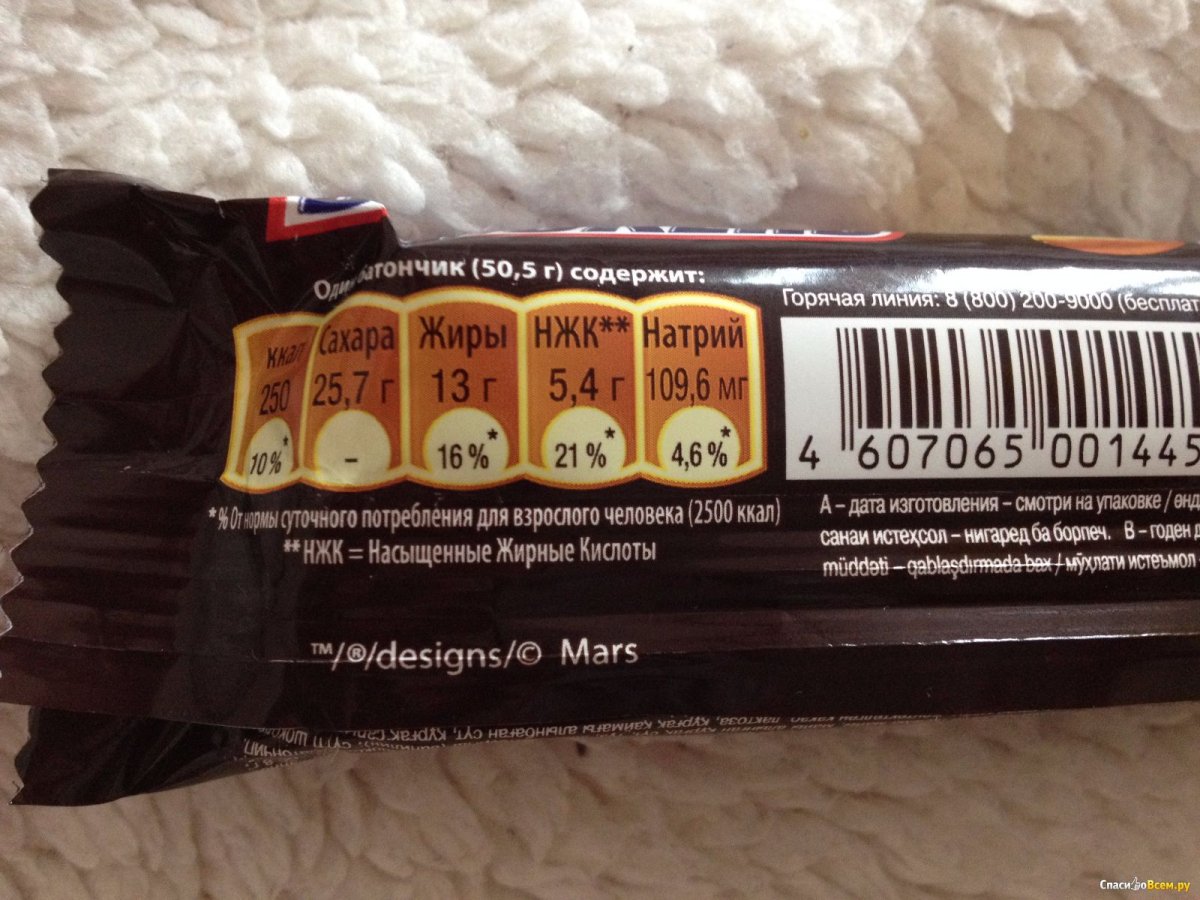 Один батончик (50,5 г) содержит:
ккал Сахара Жиры НЖК** Натрий
250 25,7 г 13 г 5,4 г 109,6 мг
10%* – 16%* 21%* 4,6%*
*% От нормы суточного потребления для взрослого человека (2500 ккал)
**НЖК = Насыщенные Жирные Кислоты
™/®/designs/© Mars
Горячая линия: 8 (800) 200-9000 (бесплат
4 607065 001445
А – дата изготовления – смотри на упаковке / өнд
санаи истеҳсол – нигаред ба борпеч. В – годен д
müddəti – qablaşdırmada bax / мӯҳлати истеъмол -
СпасибоВсем.ру